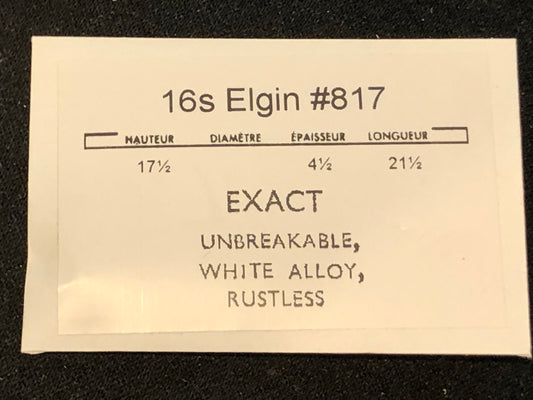 16s Elgin #817
HAUTEUR DIAMÈTRE ÉPAISSEUR LONGUEUR
17½ 4½ 21½
EXACT
UNBREAKABLE,
WHITE ALLOY,
RUSTLESS